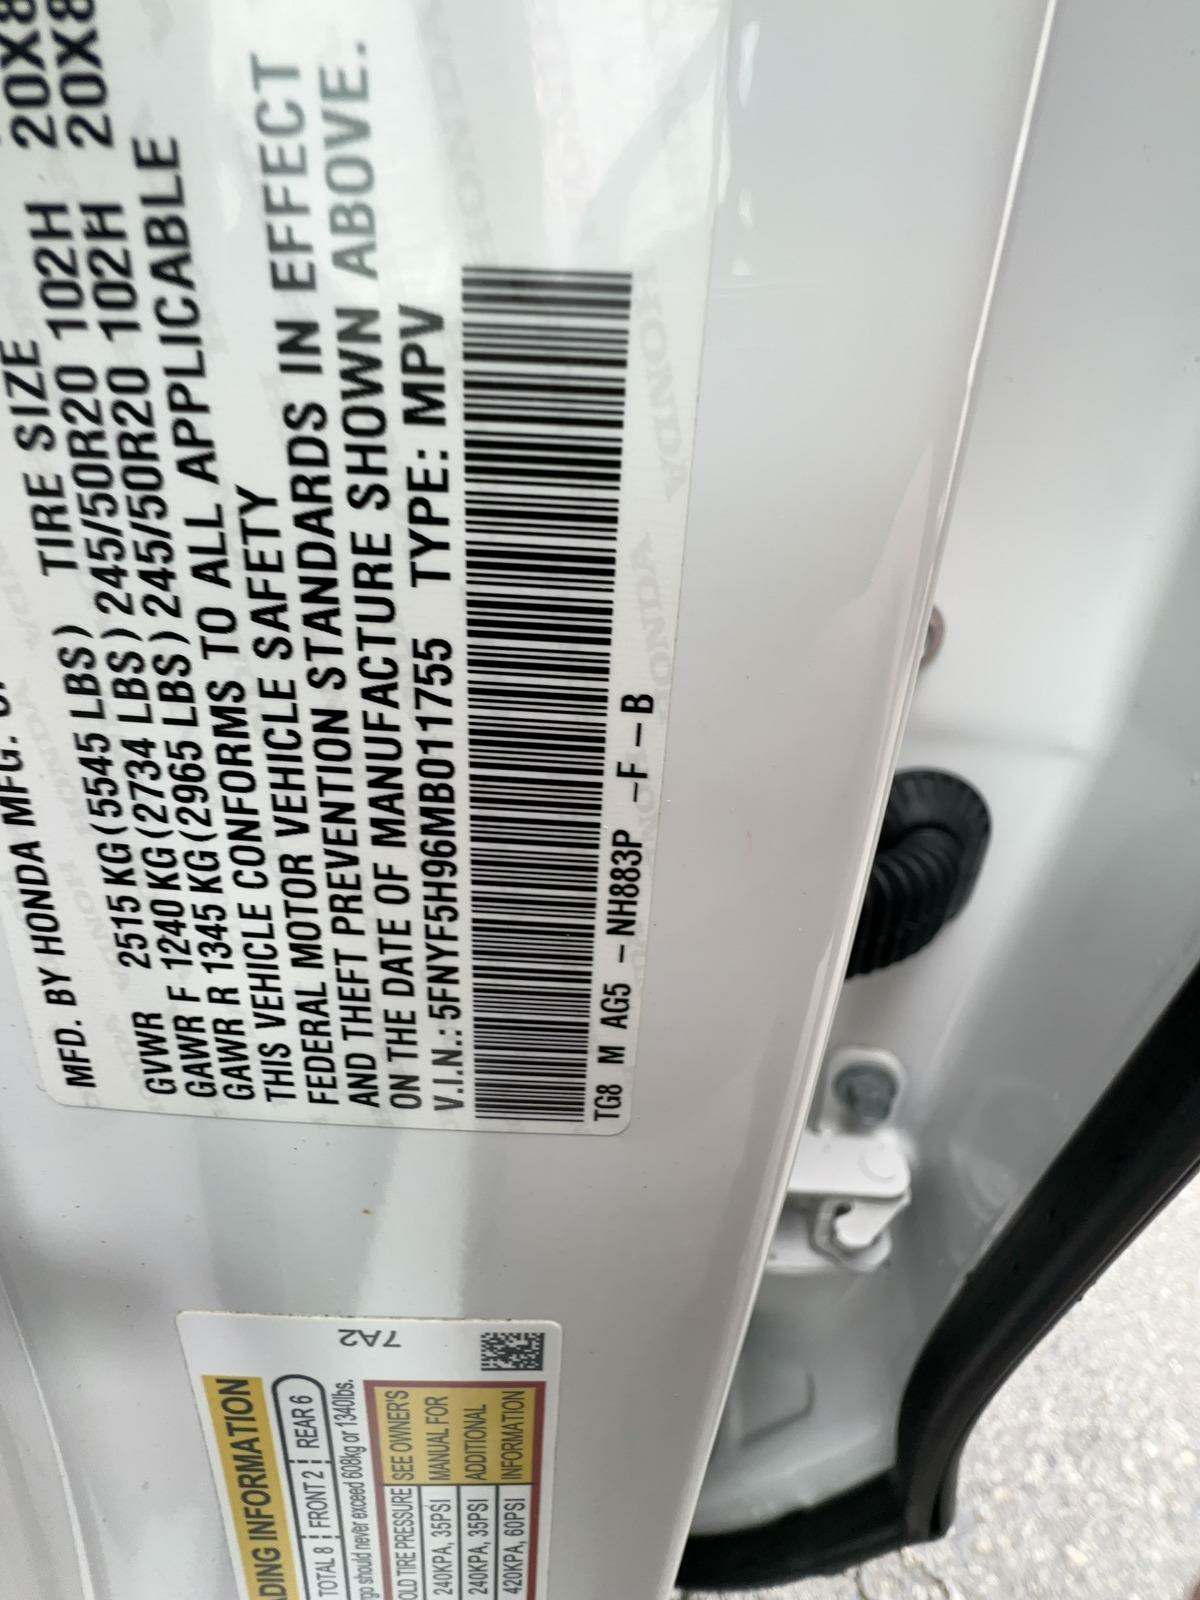 MFD. BY HONDA MFG.
GVWR 2515 KG (5545 LBS) TIRE SIZE
GAWR F 1240 KG (2734 LBS) 245/50R20 102H 20X8
GAWR R 1345 KG (2965 LBS) 245/50R20 102H 20X8
THIS VEHICLE CONFORMS TO ALL APPLICABLE
FEDERAL MOTOR VEHICLE SAFETY
AND THEFT PREVENTION STANDARDS IN EFFECT
ON THE DATE OF MANUFACTURE SHOWN ABOVE.
V.I.N.: 5FNYF5H96MB011755 TYPE: MPV
TG8 M AG5 -NH883P -F-B
INFORMATION
TOTAL 8 FRONT 2 REAR 6
should never exceed 608kg or 1340lbs.
TIRE PRESSURE SEE OWNER'S
240KPA, 35PSI MANUAL FOR
240KPA, 35PSI ADDITIONAL
420KPA, 60PSI INFORMATION
7A2